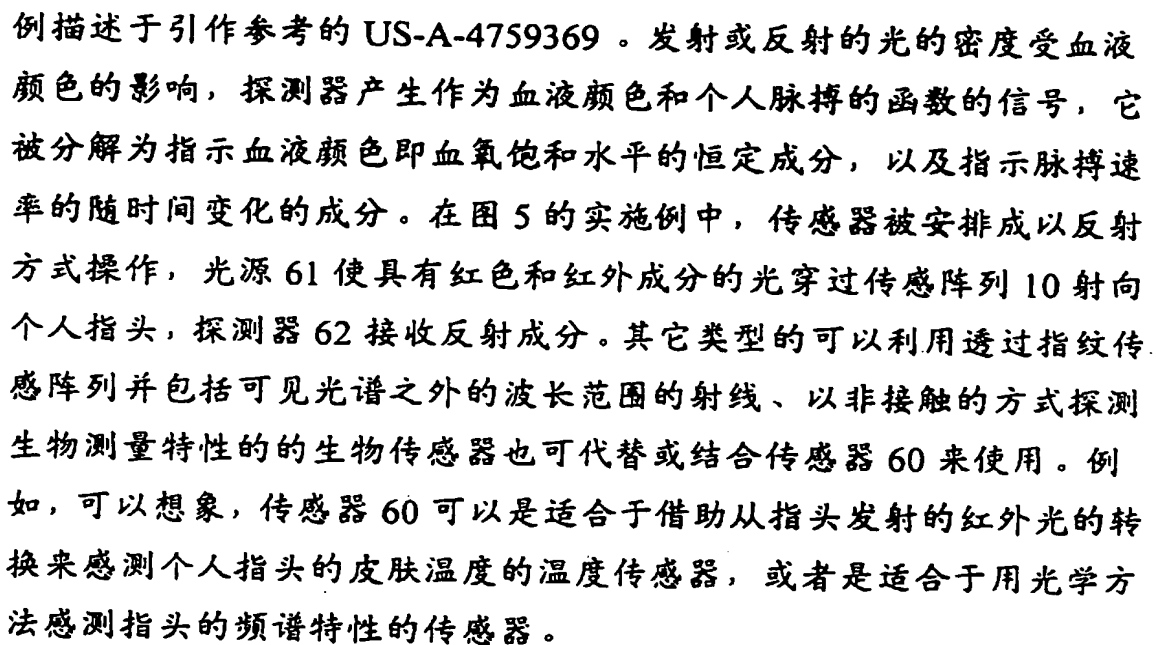 例描述于引作参考的 US-A-4759369 。发射或反射的光的密度受血液
颜色的影响，探测器产生作为血液颜色和个人脉搏的函数的信号，它
被分解为指示血液颜色即血氧饱和水平的恒定成分，以及指示脉搏速
率的随时间变化的成分。在图 5 的实施例中，传感器被安排成以反射
方式操作，光源 61 使具有红色和红外成分的光穿过传感阵列 10 射向
个人指头，探测器 62 接收反射成分。其它类型的可以利用透过指纹传
感阵列并包括可见光谱之外的波长范围的射线、以非接触的方式探测
生物测量特性的的生物传感器也可代替或结合传感器 60 来使用。例
如，可以想象，传感器 60 可以是适合于借助从指头发射的红外光的转
换来感测个人指头的皮肤温度的温度传感器，或者是适合于用光学方
法感测指头的频谱特性的传感器。